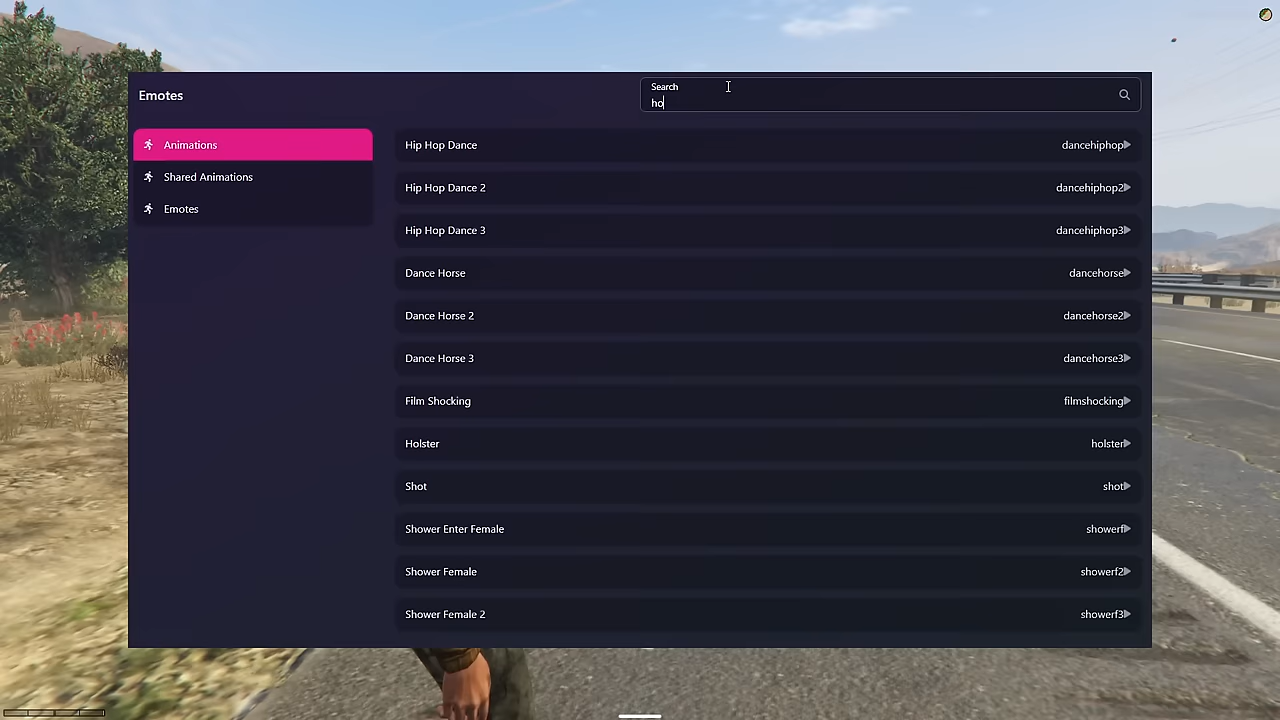 Emotes
Search
ho
Animations
Shared Animations
Emotes
Hip Hop Dance dancehiphop
Hip Hop Dance 2 dancehiphop2
Hip Hop Dance 3 dancehiphop3
Dance Horse dancehorse
Dance Horse 2 dancehorse2
Dance Horse 3 dancehorse3
Film Shocking filmshocking
Holster holster
Shot shot
Shower Enter Female showerf
Shower Female showerf2
Shower Female 2 showerf3